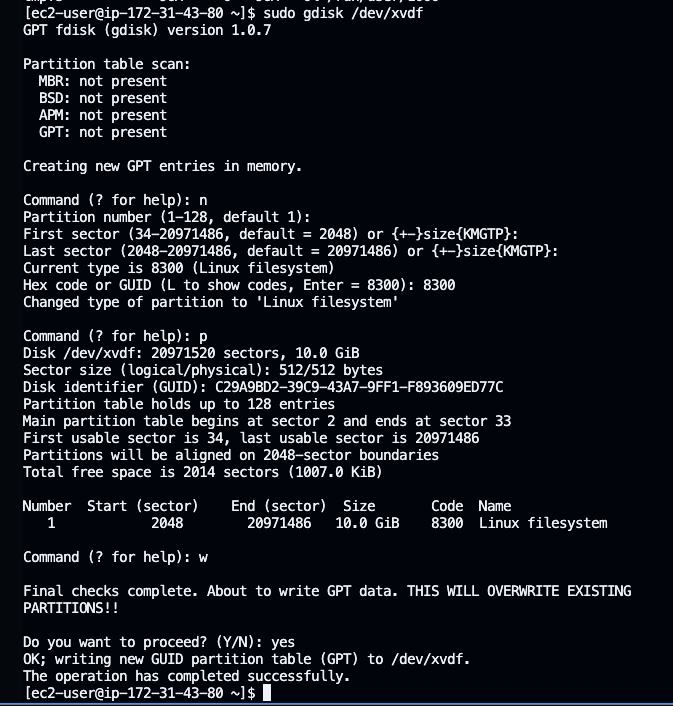 [ec2-user@ip-172-31-43-80 ~]$ sudo gdisk /dev/xvdf
GPT fdisk (gdisk) version 1.0.7
Partition table scan:
MBR: not present
BSD: not present
APM: not present
GPT: not present
Creating new GPT entries in memory.
Command (? for help): n
Partition number (1-128, default 1):
First sector (34-20971486, default = 2048) or {+-}size{KMGTP}:
Last sector (2048-20971486, default = 20971486) or {+-}size{KMGTP}:
Current type is 8300 (Linux filesystem)
Hex code or GUID (L to show codes, Enter = 8300): 8300
Changed type of partition to 'Linux filesystem'
Command (? for help): p
Disk /dev/xvdf: 20971520 sectors, 10.0 GiB
Sector size (logical/physical): 512/512 bytes
Disk identifier (GUID): C29A9BD2-39C9-43A7-9FF1-F893609ED77C
Partition table holds up to 128 entries
Main partition table begins at sector 2 and ends at sector 33
First usable sector is 34, last usable sector is 20971486
Partitions will be aligned on 2048-sector boundaries
Total free space is 2014 sectors (1007.0 KiB)
Number  Start (sector)    End (sector)  Size       Code  Name
1            2048        20971486   10.0 GiB    8300  Linux filesystem
Command (? for help): w
Final checks complete. About to write GPT data. THIS WILL OVERWRITE EXISTING
PARTITIONS!!
Do you want to proceed? (Y/N): yes
OK; writing new GUID partition table (GPT) to /dev/xvdf.
The operation has completed successfully.
[ec2-user@ip-172-31-43-80 ~]$